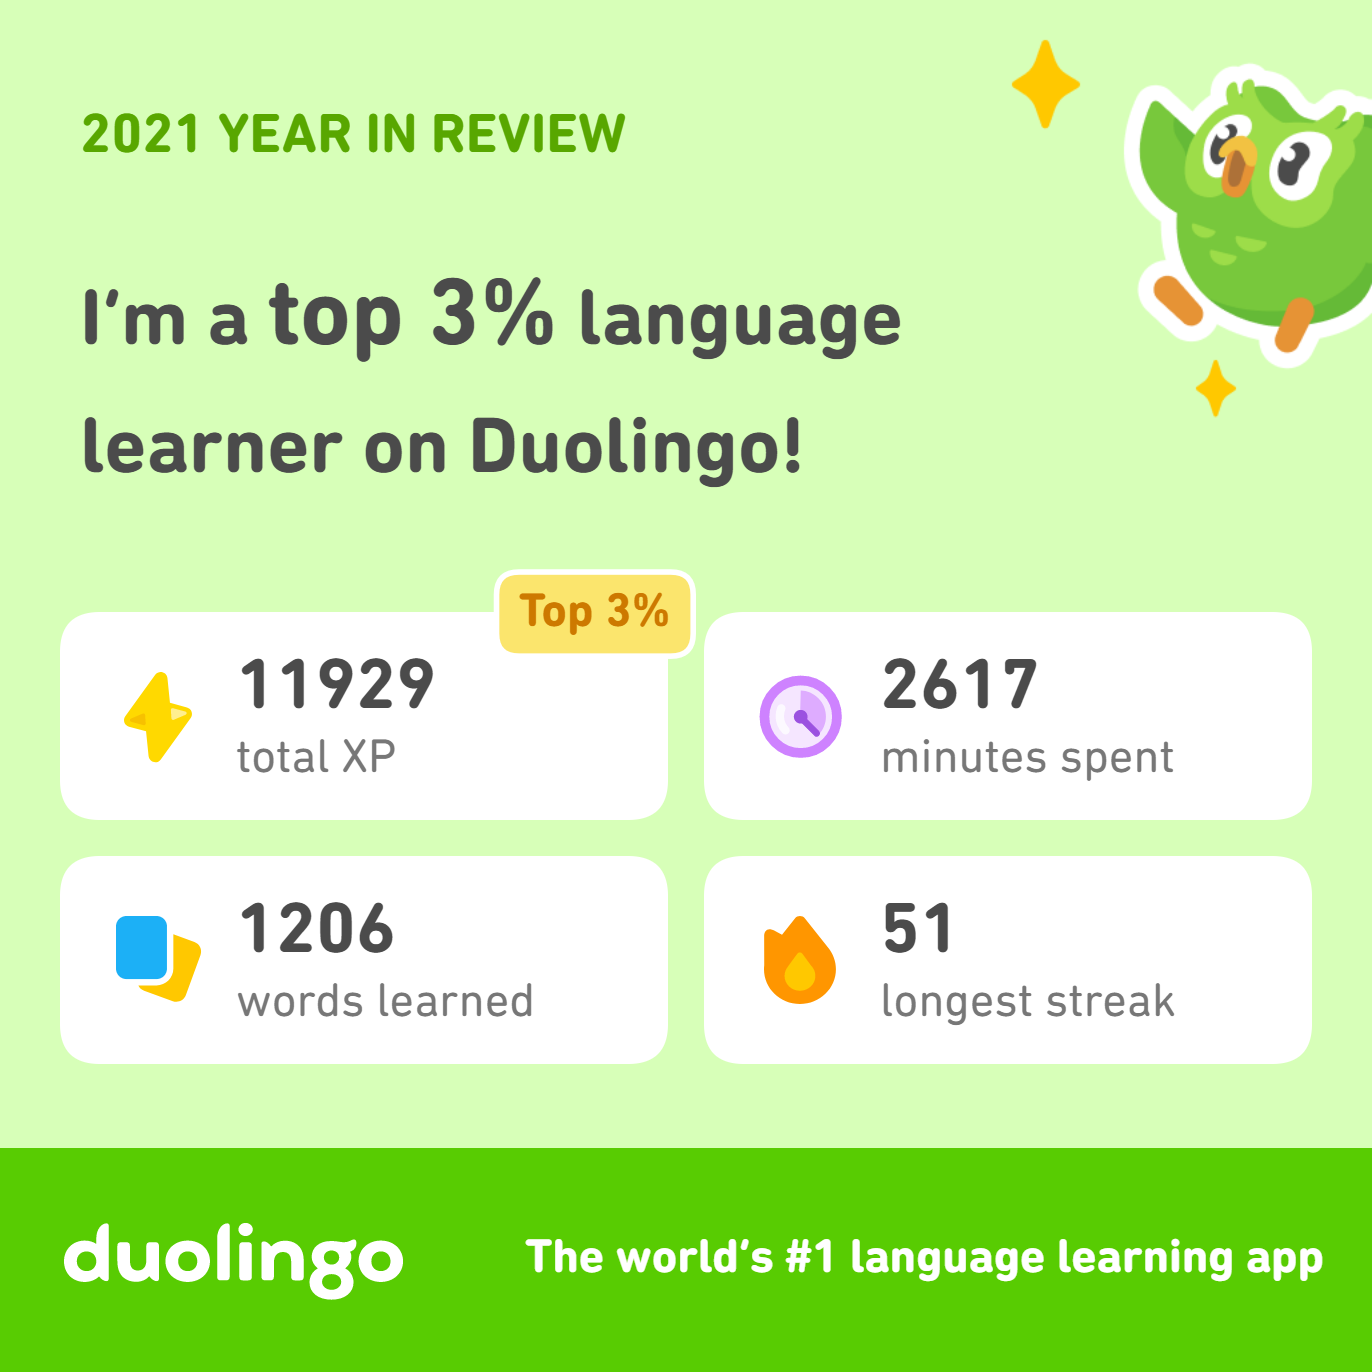 2021 YEAR IN REVIEW
I'm a top 3% language
learner on Duolingo!
Top 3%
11929
total XP
2617
minutes spent
1206
words learned
51
longest streak
duolingo
The world's #1 language learning app